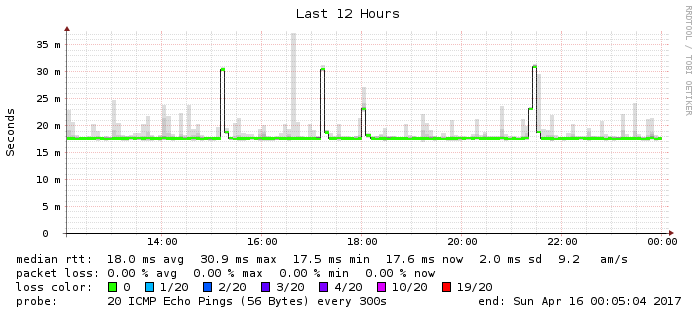 Last 12 Hours
RRDTOOL / TOBI OETIKER
Seconds
35 m
30 m
25 m
20 m
15 m
10 m
5 m
0
14:00 16:00 18:00 20:00 22:00 00:00
median rtt: 18.0 ms avg 30.9 ms max 17.5 ms min 17.6 ms now 2.0 ms sd 9.2 am/s
packet loss: 0.00 % avg 0.00 % max 0.00 % min 0.00 % now
loss color: 0 1/20 2/20 3/20 4/20 10/20 19/20
probe: 20 ICMP Echo Pings (56 Bytes) every 300s end: Sun Apr 16 00:05:04 2017